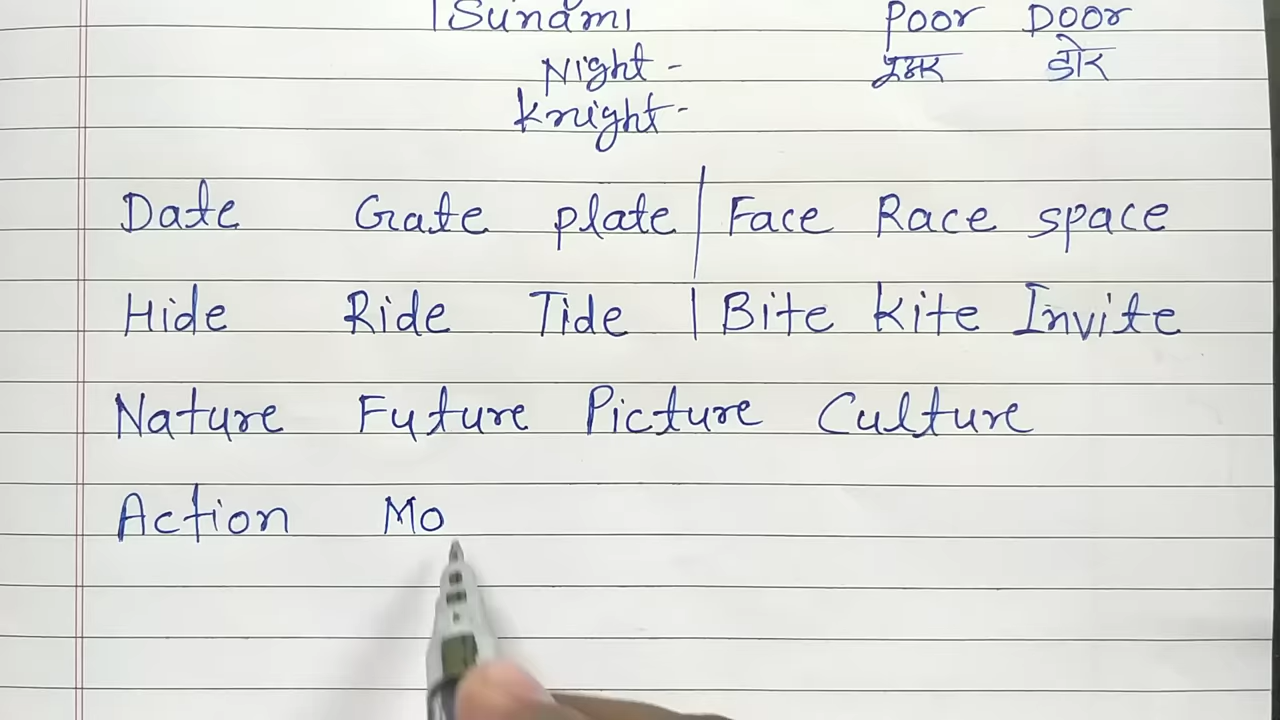 Tsunami Poor Door
Night - पूअर डोर
Knight -
Date Grate plate | Face Race space
Hide Ride Tide | Bite Kite Invite
Nature Future Picture Culture
Action Mo